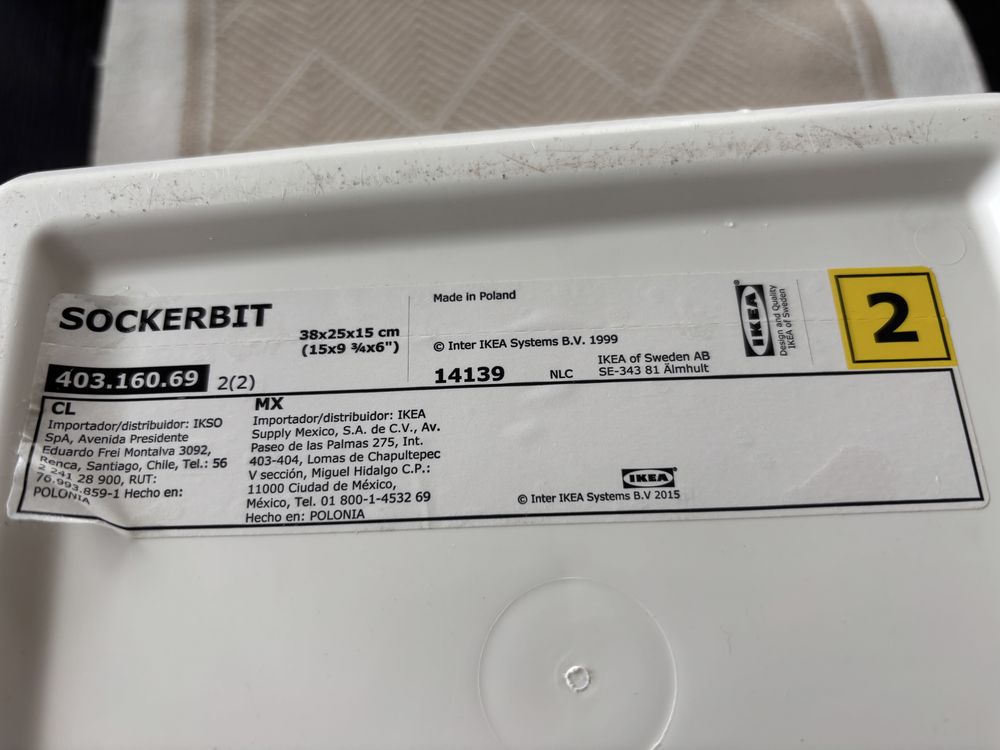 SOCKERBIT
38x25x15 cm
(15x9 ¾x6")
403.160.69 2(2)
Made in Poland
© Inter IKEA Systems B.V. 1999
14139 NLC
IKEA of Sweden AB
SE-343 81 Älmhult
IKEA
Design and Quality
IKEA of Sweden
2
CL
Importador/distribuidor: IKSO
SpA, Avenida Presidente
Eduardo Frei Montalva 3092,
Renca, Santiago, Chile, Tel.: 56
2 241 28 900, RUT:
76.993.859-1 Hecho en:
POLONIA
MX
Importador/distribuidor: IKEA
Supply Mexico, S.A. de C.V., Av.
Paseo de las Palmas 275, Int.
403-404, Lomas de Chapultepec
V sección, Miguel Hidalgo C.P.:
11000 Ciudad de México,
México, Tel. 01 800-1-4532 69
Hecho en: POLONIA
IKEA
© Inter IKEA Systems B.V 2015